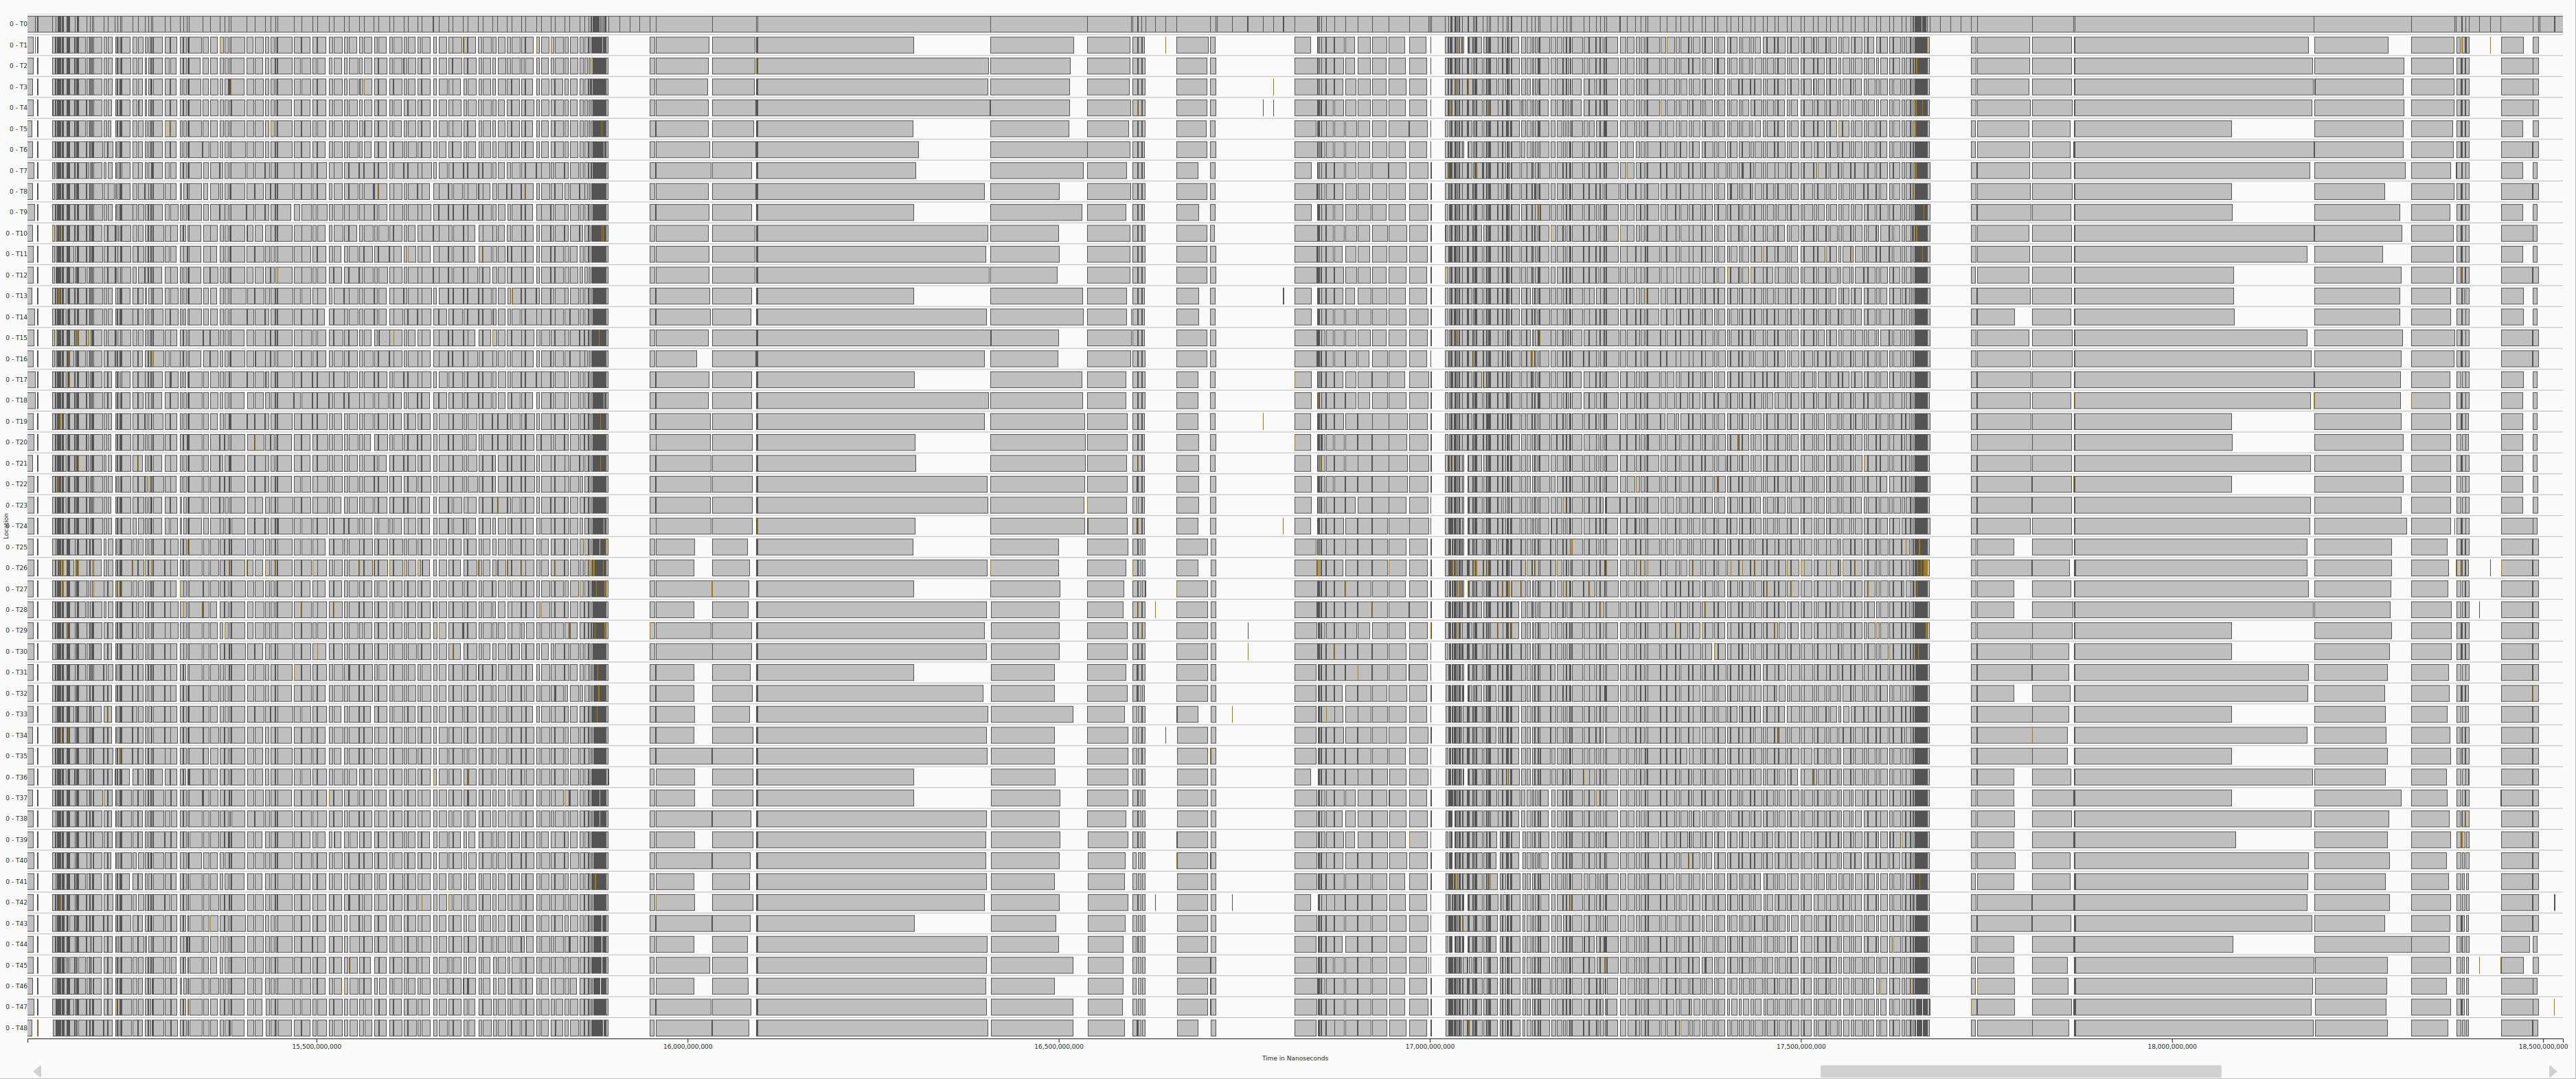 0 - T0
0 - T1
0 - T2
0 - T3
0 - T4
0 - T5
0 - T6
0 - T7
0 - T8
0 - T9
0 - T10
0 - T11
0 - T12
0 - T13
0 - T14
0 - T15
0 - T16
0 - T17
0 - T18
0 - T19
0 - T20
0 - T21
0 - T22
0 - T23
Location
0 - T24
0 - T25
0 - T26
0 - T27
0 - T28
0 - T29
0 - T30
0 - T31
0 - T32
0 - T33
0 - T34
0 - T35
0 - T36
0 - T37
0 - T38
0 - T39
0 - T40
0 - T41
0 - T42
0 - T43
0 - T44
0 - T45
0 - T46
0 - T47
0 - T48
15,500,000,000 16,000,000,000 16,500,000,000 17,000,000,000 17,500,000,000 18,000,000,000 18,500,000,000
Time in Nanoseconds